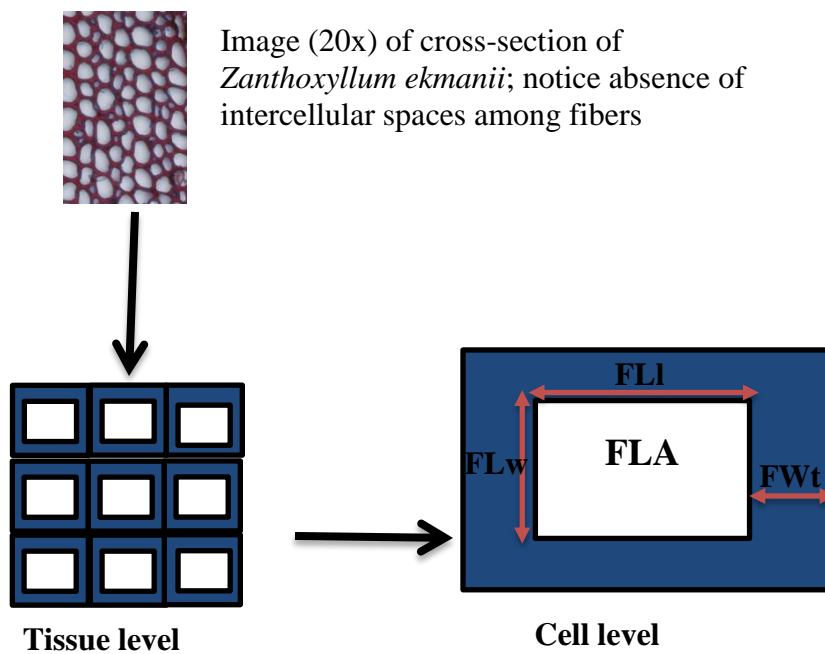 Image (20x) of cross-section of
Zanthoxyllum ekmanii; notice absence of
intercellular spaces among fibers
FLl
FLw
FLA
FWt
Tissue level
Cell level